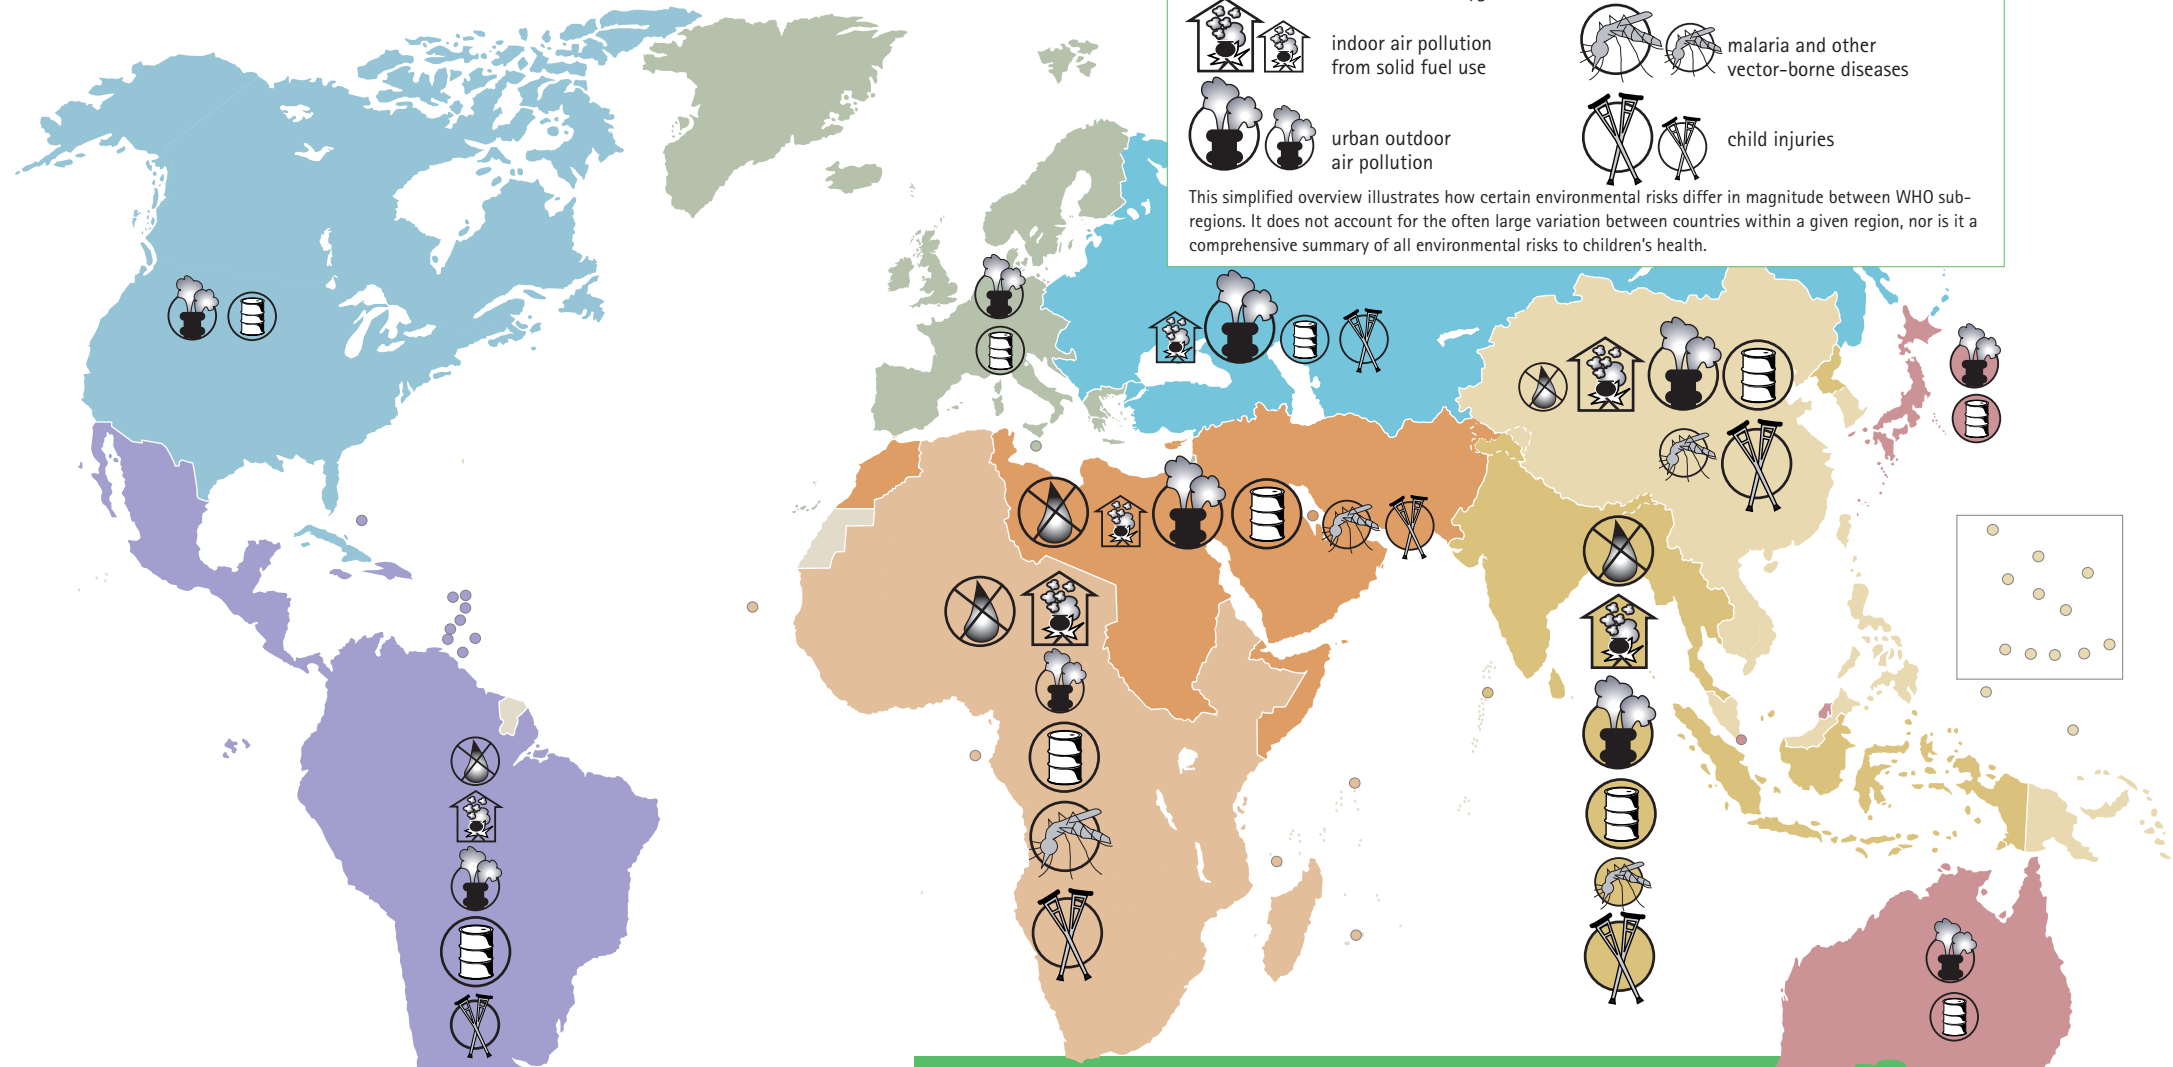 indoor air pollution
from solid fuel use
malaria and other
vector-borne diseases
urban outdoor
air pollution
child injuries
This simplified overview illustrates how certain environmental risks differ in magnitude between WHO sub-
regions. It does not account for the often large variation between countries within a given region, nor is it a
comprehensive summary of all environmental risks to children's health.